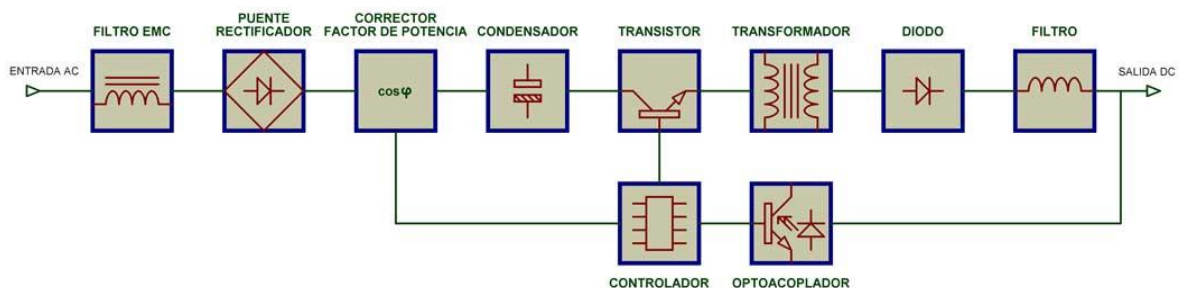 FILTRO EMC
PUENTE
RECTIFICADOR
CORRECTOR
FACTOR DE POTENCIA
CONDENSADOR
TRANSISTOR
TRANSFORMADOR
DIODO
FILTRO
ENTRADA AC
cosφ
SALIDA DC
CONTROLADOR
OPTOACOPLADOR